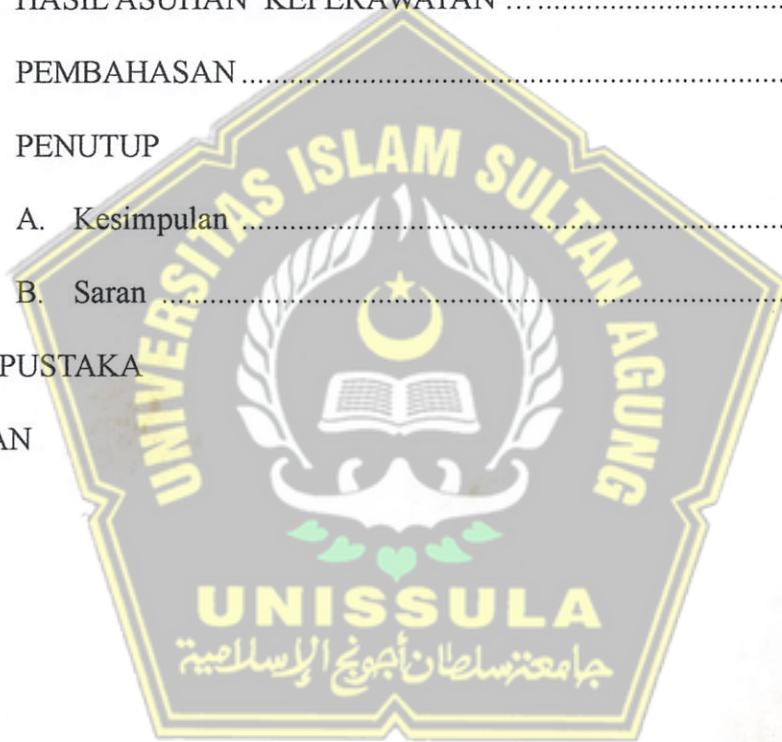 HASIL ASUHAN KEPERAWATAN ........................................
PEMBAHASAN ................................................................................
PENUTUP
A. Kesimpulan ................................................................................
B. Saran ................................................................................
PUSTAKA
AN
UNIVERSITAS ISLAM SULTAN AGUNG
UNISSULA
جامعة سلطان أجونج الإسلامية